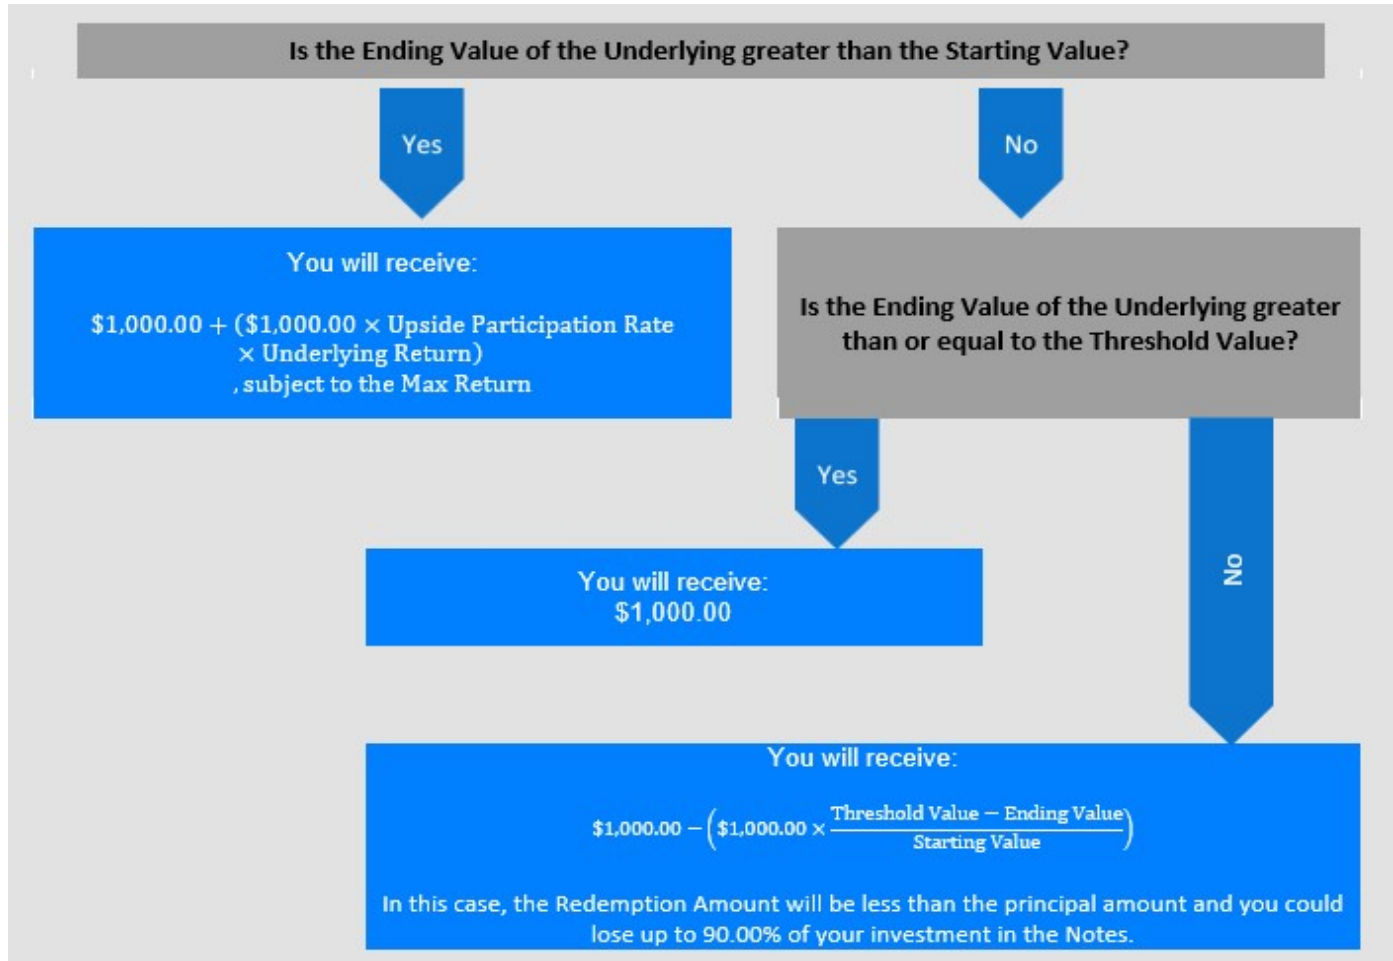 Is the Ending Value of the Underlying greater than the Starting Value?
Yes
No
You will receive:
$1,000.00 + ($1,000.00 × Upside Participation Rate
× Underlying Return)
, subject to the Max Return
Is the Ending Value of the Underlying greater
than or equal to the Threshold Value?
Yes
No
You will receive:
$1,000.00
You will receive:
$1,000.00 − ($1,000.00 × Threshold Value − Ending Value
Starting Value)
In this case, the Redemption Amount will be less than the principal amount and you could
lose up to 90.00% of your investment in the Notes.